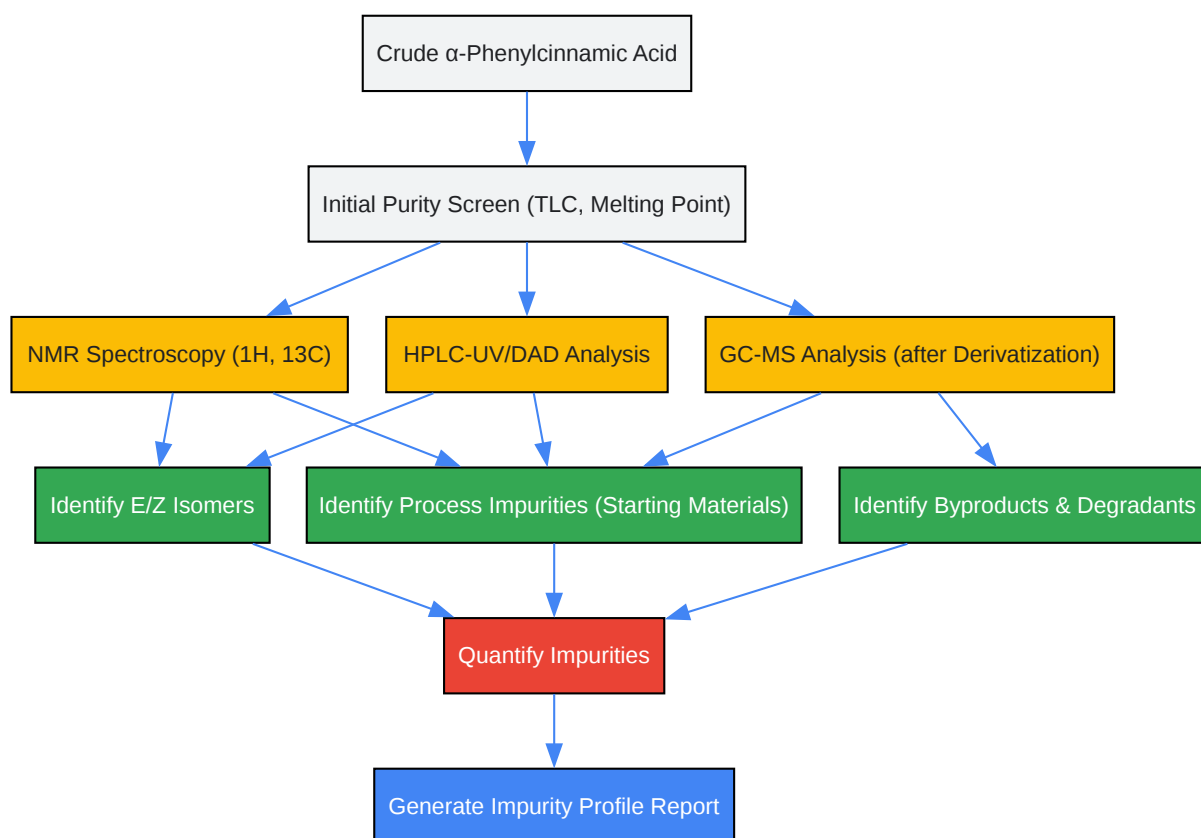 Crude α-Phenylcinnamic Acid
Initial Purity Screen (TLC, Melting Point)
NMR Spectroscopy (1H, 13C)
HPLC-UV/DAD Analysis
GC-MS Analysis (after Derivatization)
Identify E/Z Isomers
Identify Process Impurities (Starting Materials)
Identify Byproducts & Degradants
Quantify Impurities
Generate Impurity Profile Report